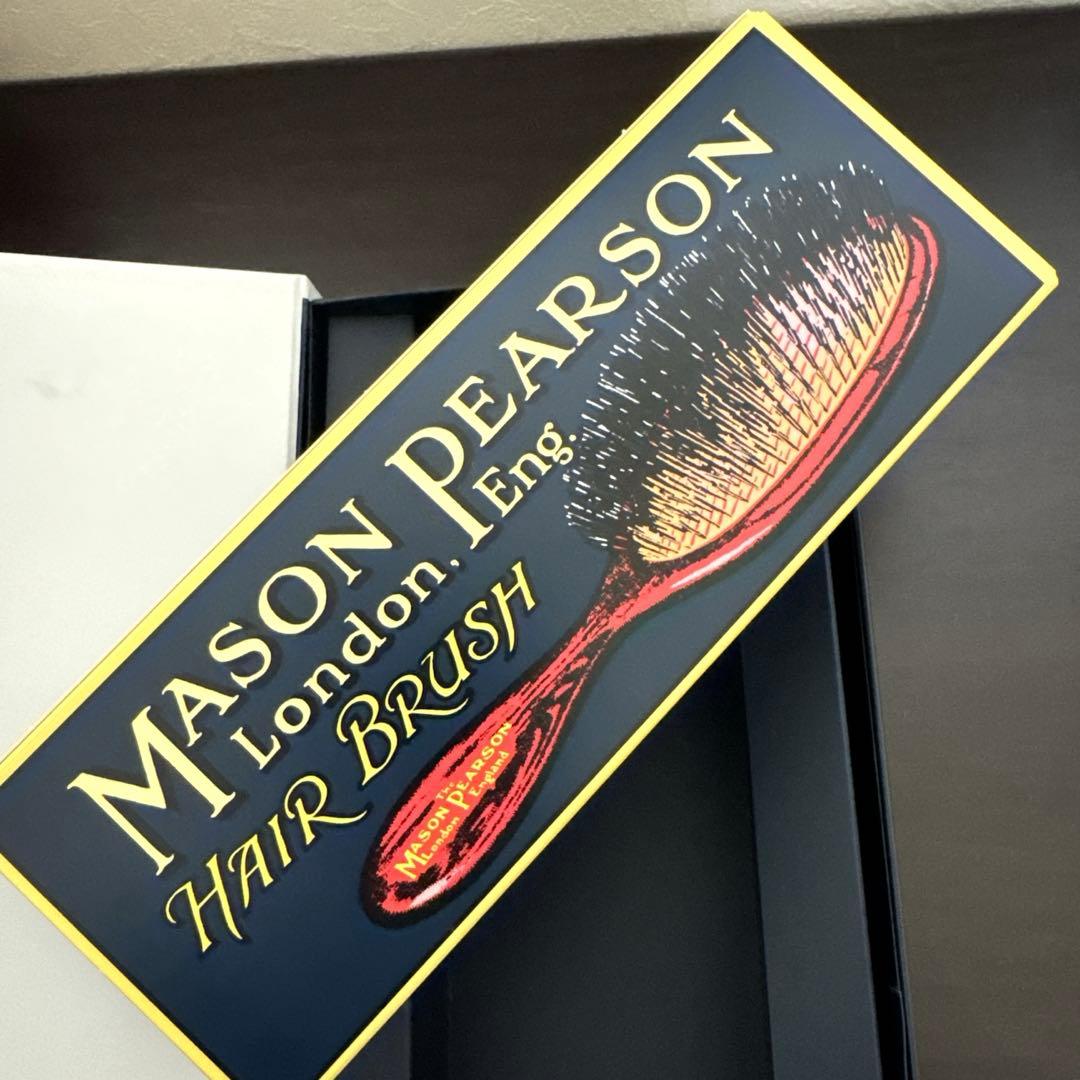 MASON PEARSON
London, Eng.
HAIR BRUSH
The
MASON PEARSON
London England